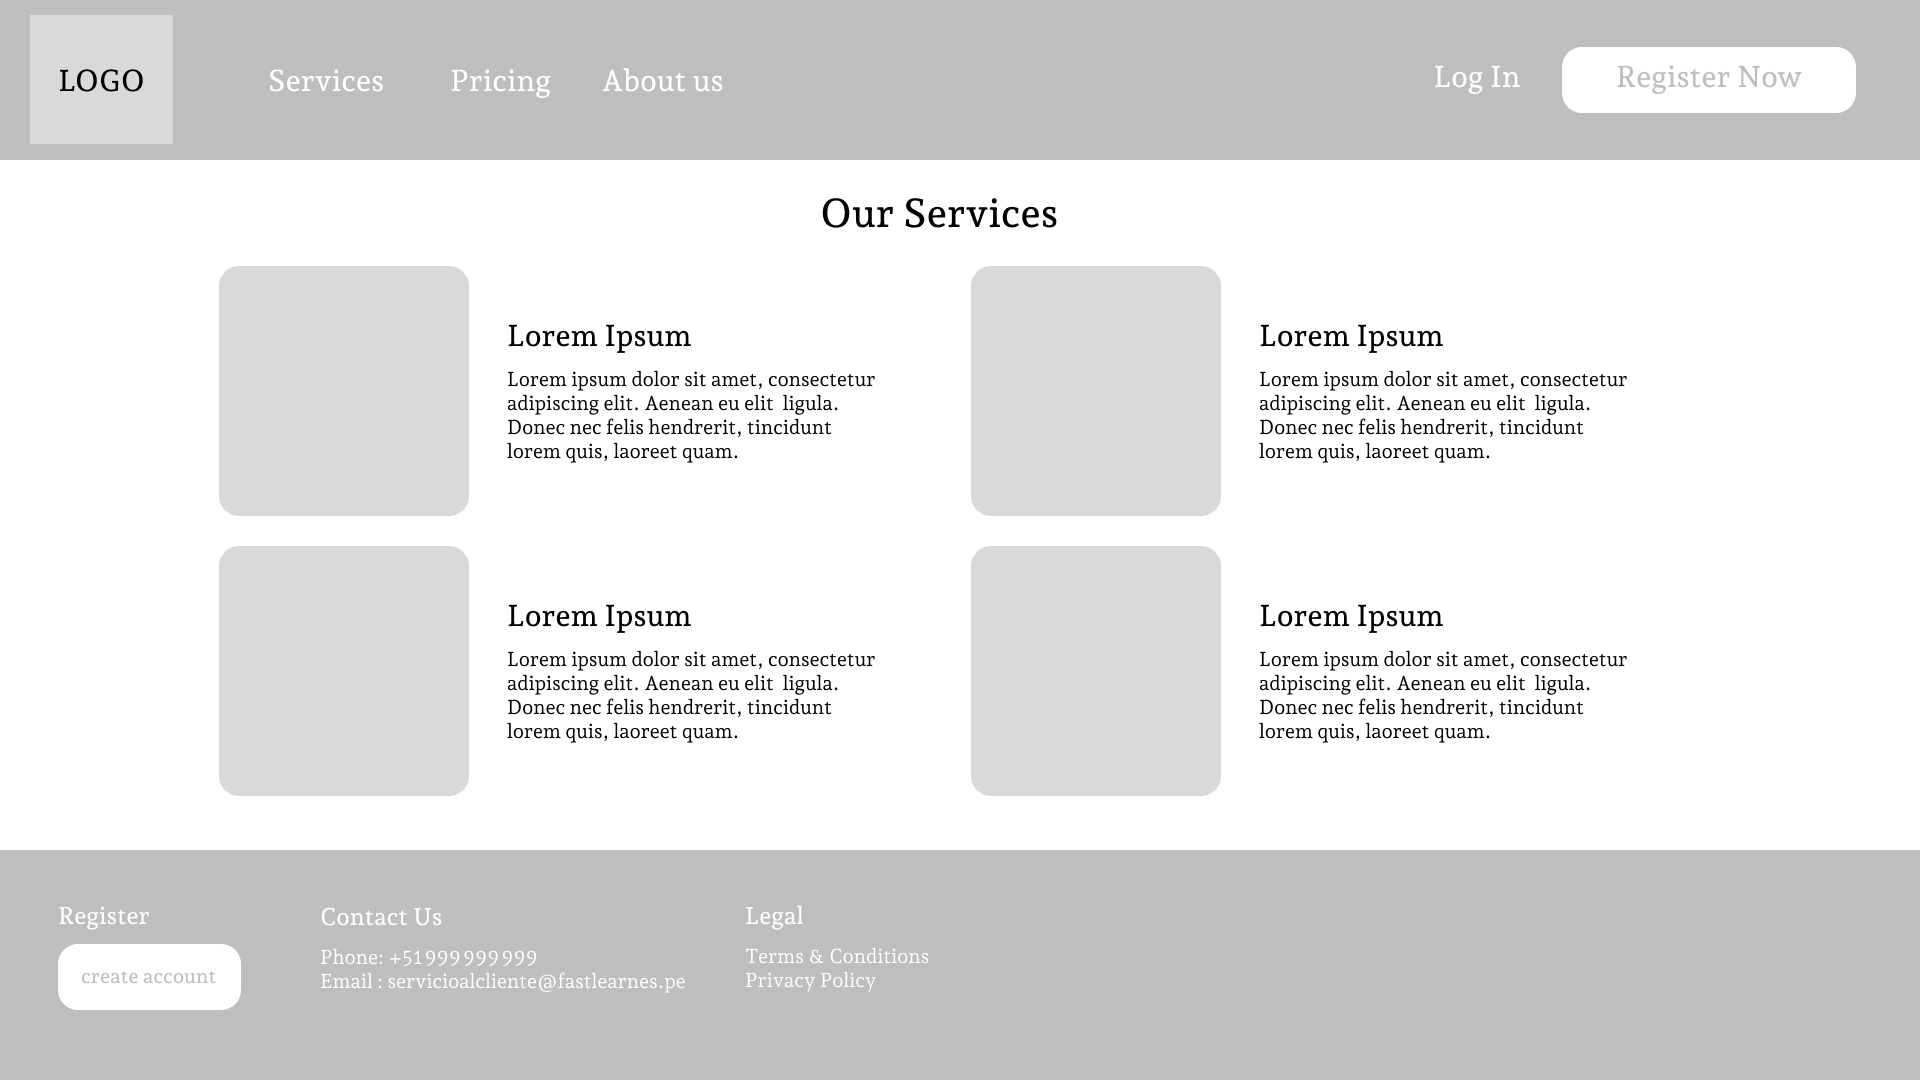 LOGO
Services
Pricing
About us
Log In
Register Now
Our Services
Lorem Ipsum
Lorem ipsum dolor sit amet, consectetur
adipiscing elit. Aenean eu elit  ligula.
Donec nec felis hendrerit, tincidunt
lorem quis, laoreet quam.
Lorem Ipsum
Lorem ipsum dolor sit amet, consectetur
adipiscing elit. Aenean eu elit  ligula.
Donec nec felis hendrerit, tincidunt
lorem quis, laoreet quam.
Lorem Ipsum
Lorem ipsum dolor sit amet, consectetur
adipiscing elit. Aenean eu elit  ligula.
Donec nec felis hendrerit, tincidunt
lorem quis, laoreet quam.
Lorem Ipsum
Lorem ipsum dolor sit amet, consectetur
adipiscing elit. Aenean eu elit  ligula.
Donec nec felis hendrerit, tincidunt
lorem quis, laoreet quam.
Register
create account
Contact Us
Phone: +51999999999
Email : servicioalcliente@fastlearnes.pe
Legal
Terms & Conditions
Privacy Policy